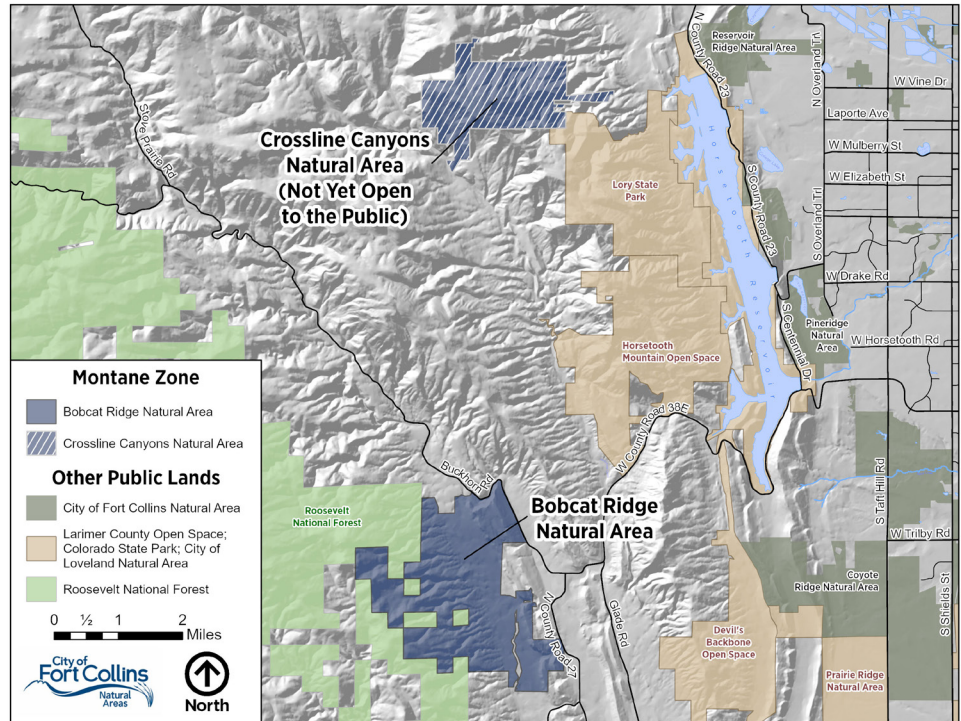 Reservoir
Ridge Natural Area
N County Road 23
N Overland Trl
W Vine Dr
Laporte Ave
W Mulberry St
W Elizabeth St
Stove Prairie Rd
Crossline Canyons
Natural Area
(Not Yet Open
to the Public)
Lory State
Park
Horsetooth Reservoir
S County Road 23
S Overland Trl
W Drake Rd
Pineridge
Natural
Area
S Centennial Dr
W Horsetooth Rd
Horsetooth
Mountain Open Space
W County Road 38E
Buckhorn
Rd
Roosevelt
National Forest
Bobcat Ridge
Natural Area
S Taft Hill Rd
W Trilby Rd
Coyote
Ridge Natural Area
S Shields St
N County Road 27
Glade Rd
Devil's
Backbone
Open Space
Prairie Ridge
Natural Area
Montane Zone
Bobcat Ridge Natural Area
Crossline Canyons Natural Area
Other Public Lands
City of Fort Collins Natural Area
Larimer County Open Space;
Colorado State Park; City of
Loveland Natural Area
Roosevelt National Forest
0 ½ 1 2
Miles
City of
Fort Collins
Natural
Areas
North